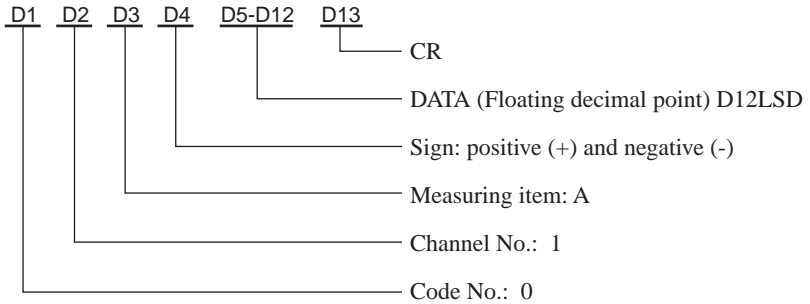 D1 D2 D3 D4 D5-D12 D13
CR
DATA (Floating decimal point) D12LSD
Sign: positive (+) and negative (-)
Measuring item: A
Channel No.: 1
Code No.: 0